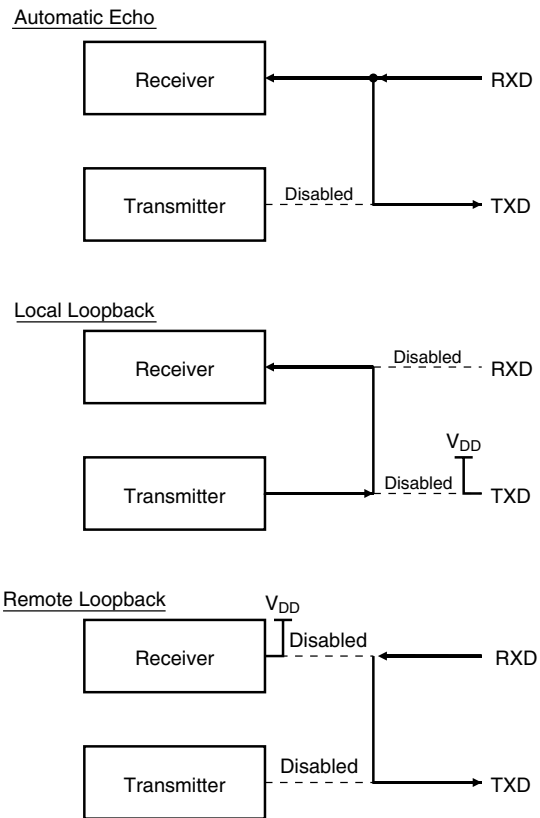 Automatic Echo
Receiver
RXD
Transmitter
Disabled
TXD
Local Loopback
Receiver
Disabled
RXD
VDD
Transmitter
Disabled
TXD
Remote Loopback
VDD
Receiver
Disabled
RXD
Transmitter
Disabled
TXD